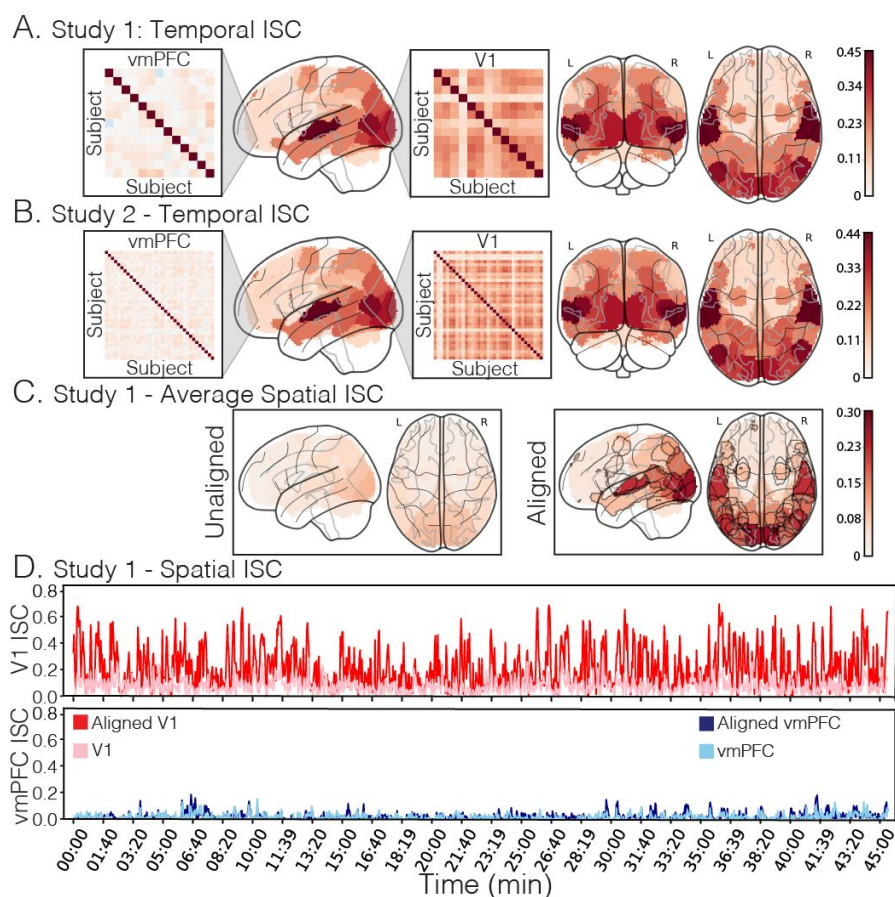 A. Study 1: Temporal ISC
vmPFC
Subject
Subject
V1
Subject
Subject
L
R
L
R
0.45
0.34
0.23
0.11
0
B. Study 2 - Temporal ISC
vmPFC
Subject
Subject
V1
Subject
Subject
L
R
L
R
0.44
0.33
0.22
0.11
0
C. Study 1 - Average Spatial ISC
Unaligned
L
R
Aligned
L
R
0.30
0.23
0.15
0.08
0
D. Study 1 - Spatial ISC
V1 ISC
0.8
0.6
0.4
0.2
0.0
vmPFC ISC
0.8
0.6
0.4
0.2
0.0
Aligned V1
V1
Aligned vmPFC
vmPFC
00:00
01:40
03:20
05:00
06:40
08:20
10:00
11:39
13:20
15:00
16:40
18:19
20:00
21:40
23:19
25:00
26:40
28:19
30:00
31:40
33:20
35:00
36:39
38:20
40:00
41:39
43:20
45:00
Time (min)